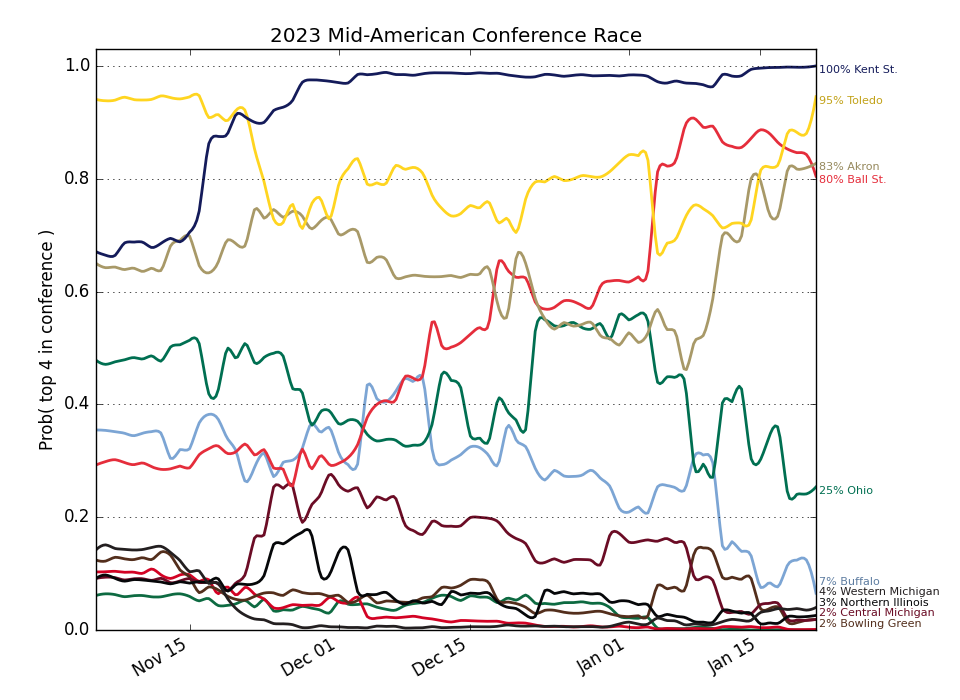 2023 Mid-American Conference Race
Prob( top 4 in conference )
1.0
0.8
0.6
0.4
0.2
0.0
Nov 15
Dec 01
Dec 15
Jan 01
Jan 15
100% Kent St.
95% Toledo
83% Akron
80% Ball St.
25% Ohio
7% Buffalo
4% Western Michigan
3% Northern Illinois
2% Central Michigan
2% Bowling Green